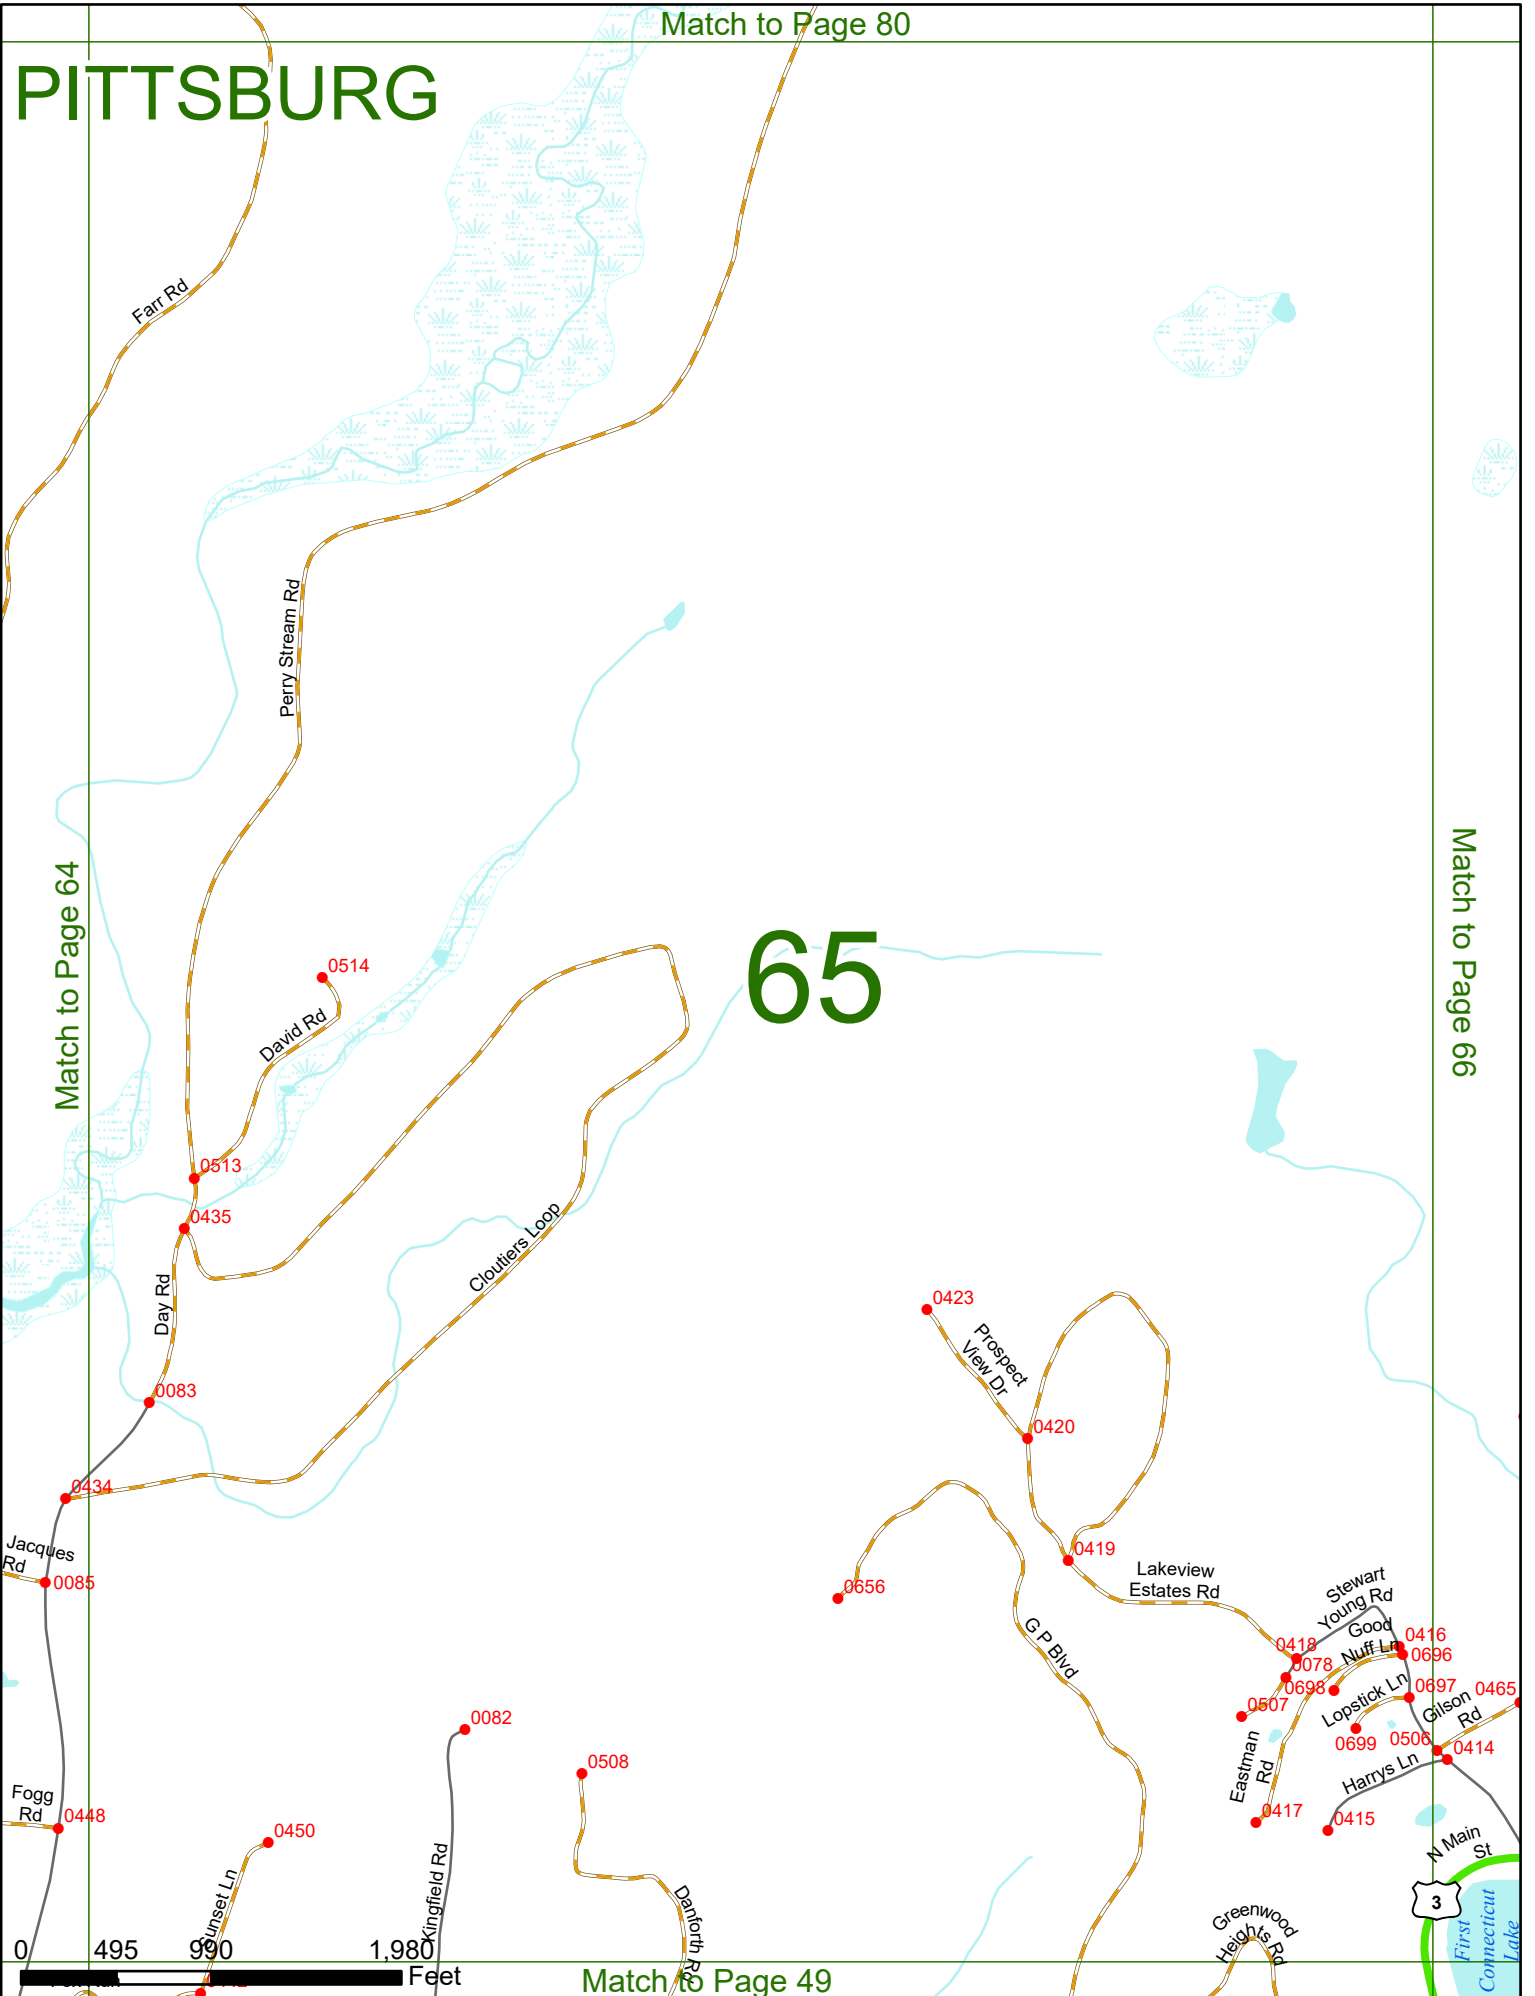 Match to Page 80
PITTSBURG
Farr Rd
Perry Stream Rd
Match to Page 64
Match to Page 66
65
0514
David Rd
0513
0435
Cloutiers Loop
Day Rd
0423
Prospect
View Dr
0083
0420
0434
Jacques
Rd
0085
0419
Lakeview
Estates Rd
0656
Stewart
Young Rd
G P Blvd
Good
Nuff Ln
0416
0696
0418
0078
0698
0507
Lopstick Ln
0697
0465
Gilson
Rd
0699
0506
0414
Harrys Ln
Eastman
Rd
0417
0415
0082
0508
Fogg
Rd
0448
0450
Sunset Ln
Kingfield Rd
Danforth Rd
N Main
St
3
Greenwood
Heights Rd
First
Connecticut
Lake
0 495 990 1,980
Feet
Match to Page 49